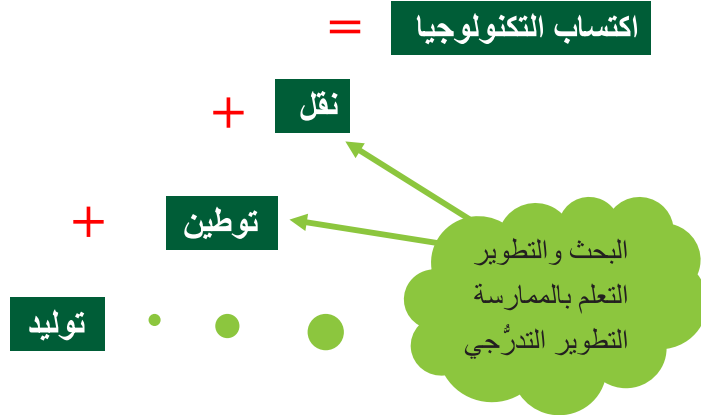 اكتساب التكنولوجيا =
نقل +
توطين +
توليد
البحث والتطوير
التعلم بالممارسة
التطوير التدرُّجي